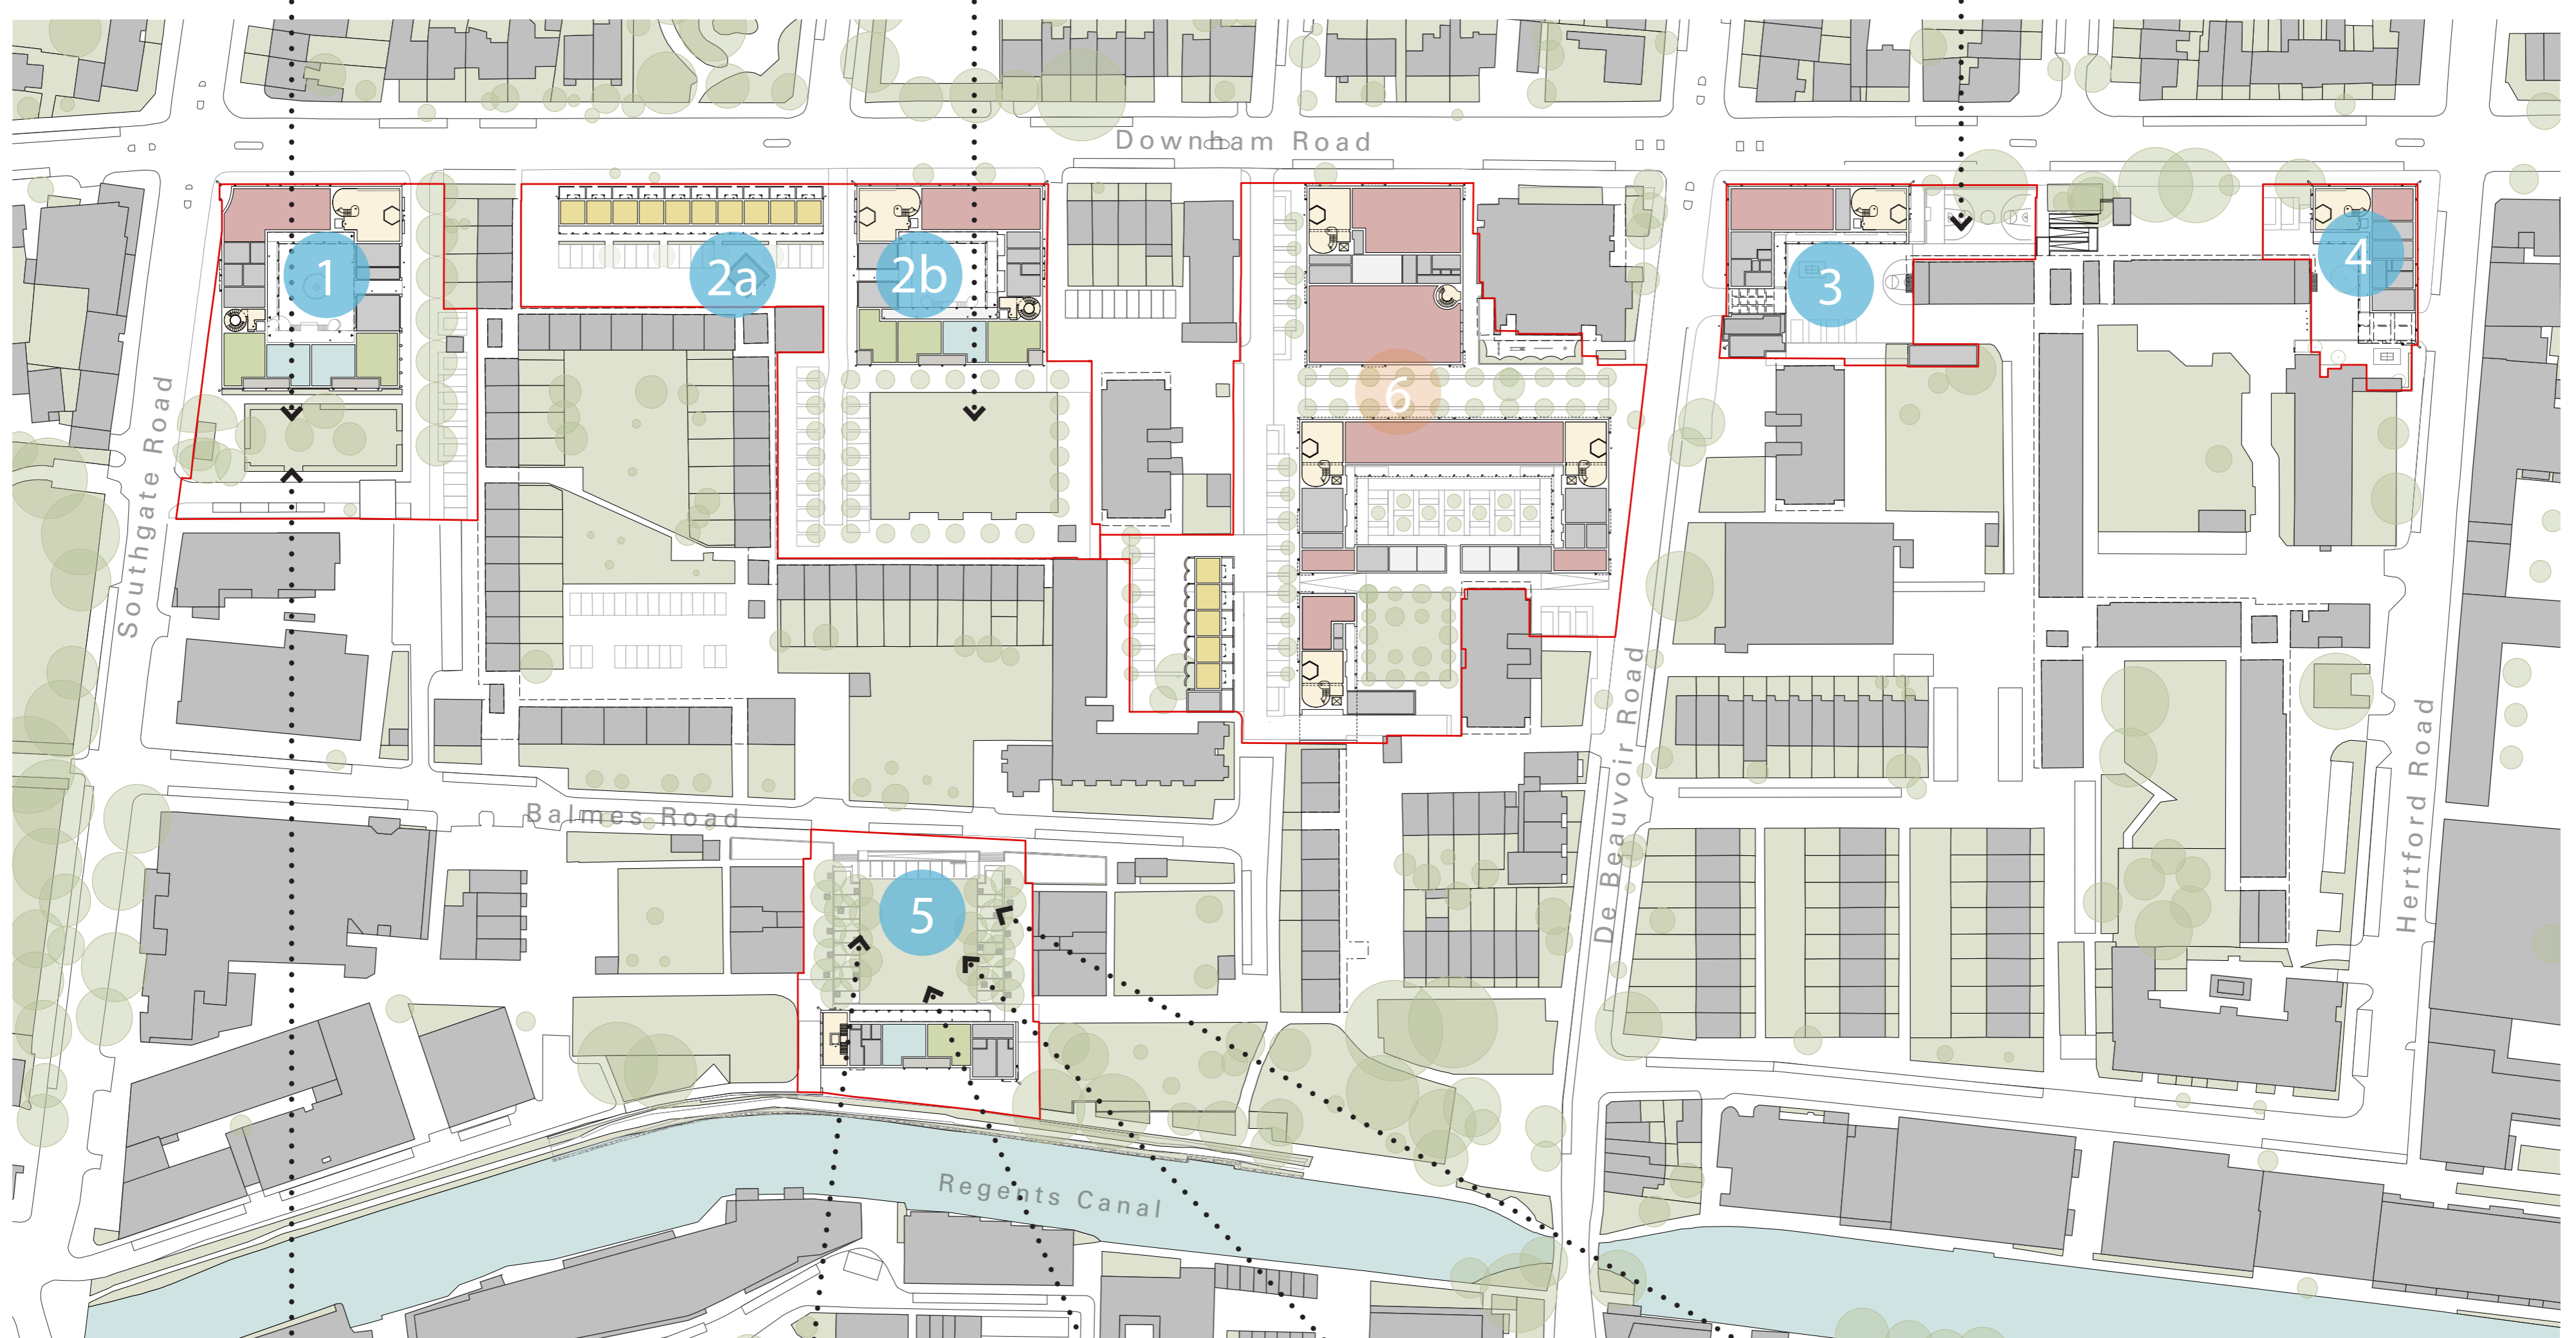 Downham Road
1
2a
2b
3
4
6
Southgate Road
Balmes Road
De Beauvoir Road
Hertford Road
5
Regents Canal